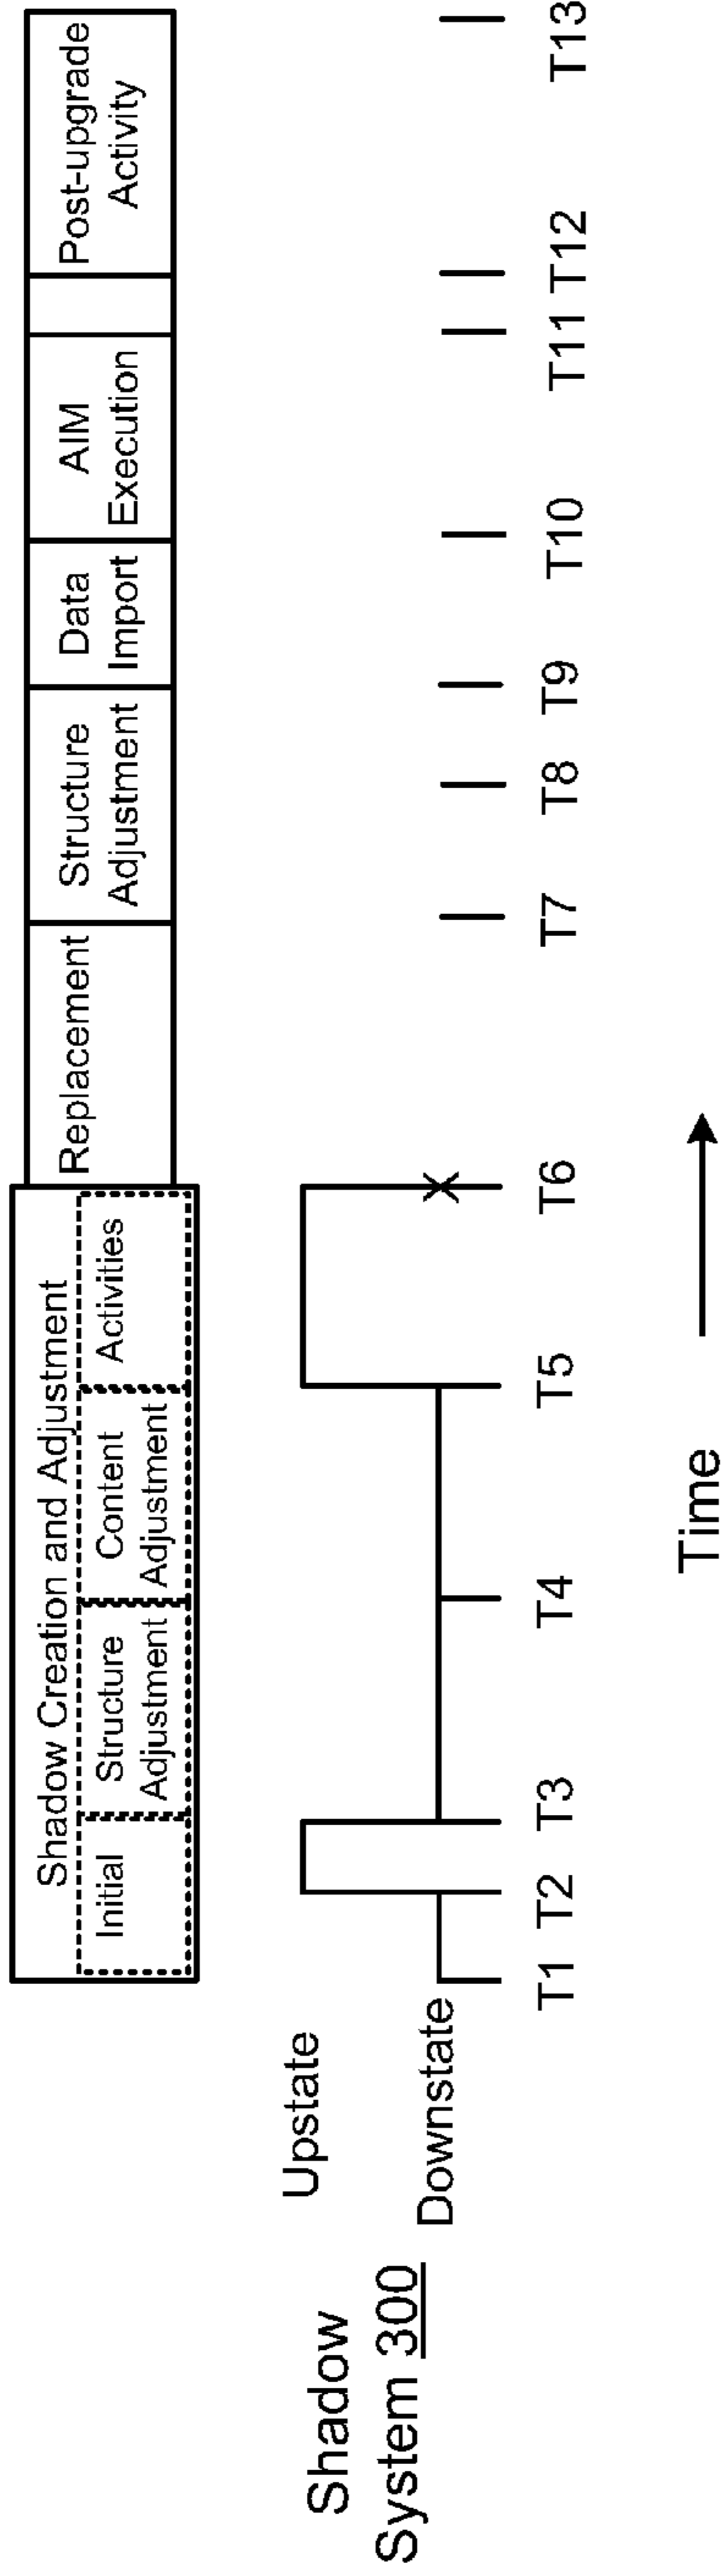 Shadow Creation and Adjustment
Initial
Structure
Adjustment
Content
Adjustment
Activities
Replacement
Structure
Adjustment
Data
Import
AIM
Execution
Post-upgrade
Activity
Shadow
System 300
Upstate
Downstate
T1
T2
T3
T4
T5
T6
T7
T8
T9
T10
T11
T12
T13
Time